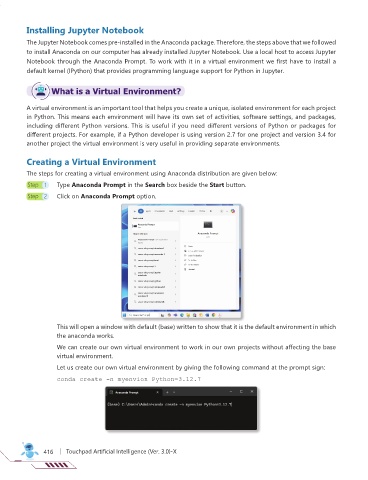 Installing Jupyter Notebook
The Jupyter Notebook comes pre-installed in the Anaconda package. Therefore, the steps above that we followed
to install Anaconda on our computer has already installed Jupyter Notebook. Use a local host to access Jupyter
Notebook through the Anaconda Prompt. To work with it in a virtual environment we first have to install a
default kernel (IPython) that provides programming language support for Python in Jupyter.
What is a Virtual Environment?
A virtual environment is an important tool that helps you create a unique, isolated environment for each project
in Python. This means each environment will have its own set of activities, software settings, and packages,
including different Python versions. This is useful if you need different versions of Python or packages for
different projects. For example, if a Python developer is using version 2.7 for one project and version 3.4 for
another project the virtual environment is very useful in providing separate environments.
Creating a Virtual Environment
The steps for creating a virtual environment using Anaconda distribution are given below:
Step 1: Type Anaconda Prompt in the Search box beside the Start button.
Step 2: Click on Anaconda Prompt option.
Anaconda Prompt
This will open a window with default (base) written to show that it is the default environment in which
the anaconda works.
We can create our own virtual environment to work in our own projects without affecting the base
virtual environment.
Let us create our own virtual environment by giving the following command at the prompt sign:
conda create -n myenviox Python=3.12.7
Anaconda Prompt
416 | Touchpad Artificial Intelligence (Ver. 3.0)-X